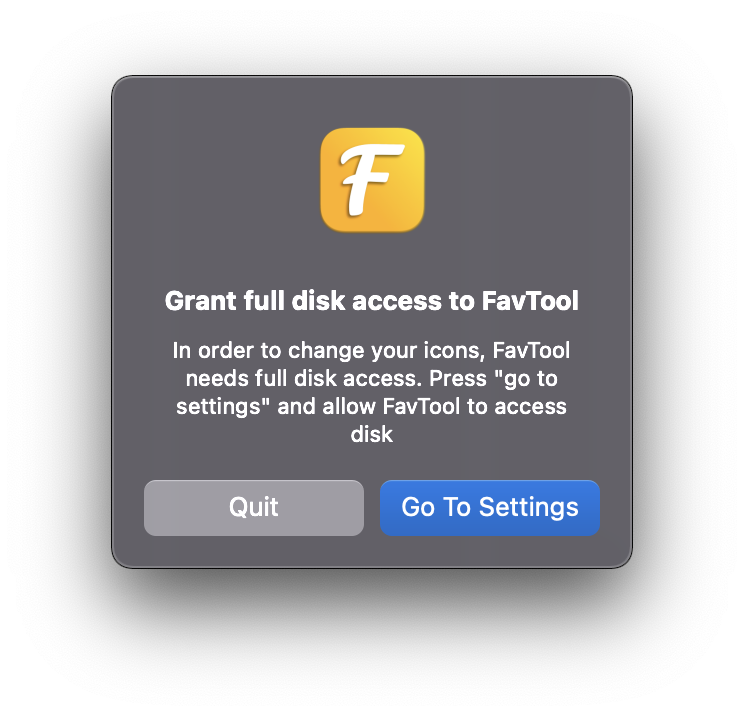 F
Grant full disk access to FavTool
In order to change your icons, FavTool
needs full disk access. Press "go to
settings" and allow FavTool to access
disk
Quit
Go To Settings